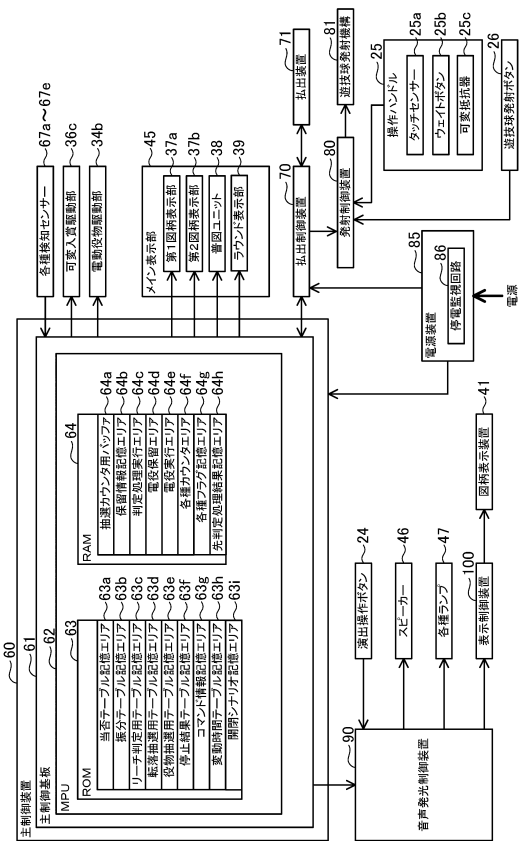 60
主制御装置
61
主制御基板
62
MPU
63
ROM
当否テーブル記憶エリア 63a
振分テーブル記憶エリア 63b
リーチ判定用テーブル記憶エリア 63c
転落抽選用テーブル記憶エリア 63d
役物抽選用テーブル記憶エリア 63e
停止結果テーブル記憶エリア 63f
コマンド情報記憶エリア 63g
変動時間テーブル記憶エリア 63h
開閉シナリオ記憶エリア 63i
64
RAM
抽選カウンタ用バッファ 64a
保留情報記憶エリア 64b
判定処理実行エリア 64c
電役保留エリア 64d
電役実行エリア 64e
各種カウンタエリア 64f
各種フラグ記憶エリア 64g
先判定処理結果記憶エリア 64h
各種検知センサー 67a～67e
可変入賞駆動部 36c
電動役物駆動部 34b
メイン表示部 45
第1図柄表示部 37a
第2図柄表示部 37b
普図ユニット 38
ラウンド表示部 39
払出制御装置 70
払出装置 71
発射制御装置 80
遊技球発射機構 81
操作ハンドル 25
タッチセンサー 25a
ウェイトボタン 25b
可変抵抗器 25c
遊技球発射ボタン 26
電源装置 85
停電監視回路 86
電源
音声発光制御装置 90
演出操作ボタン 24
スピーカー 46
各種ランプ 47
表示制御装置 100
図柄表示装置 41